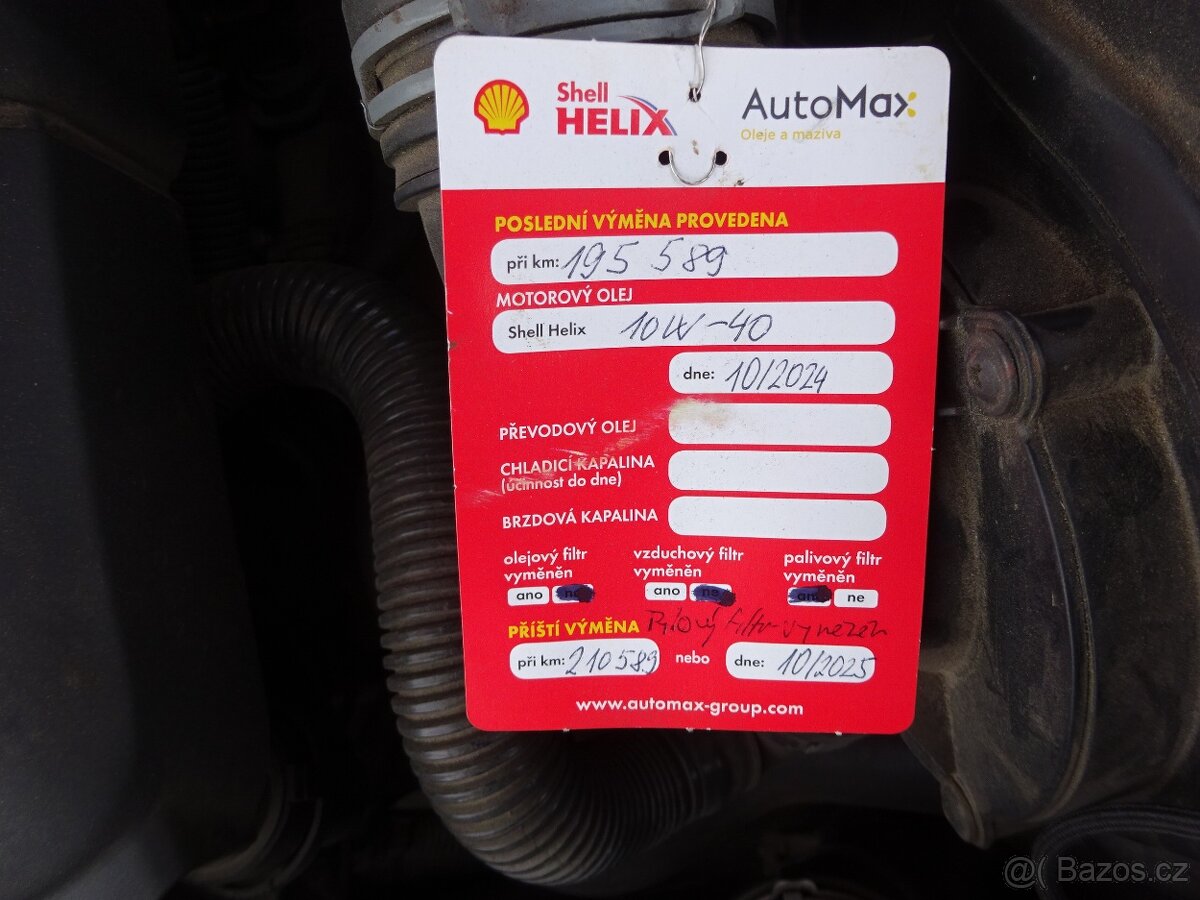 Shell
HELIX
AutoMax
Oleje a maziva
POSLEDNÍ VÝMĚNA PROVEDENA
při km: 195 589
MOTOROVÝ OLEJ
Shell Helix 10W-40
dne: 10/2024
PŘEVODOVÝ OLEJ
CHLADICÍ KAPALINA
(účinnost do dne)
BRZDOVÁ KAPALINA
olejový filtr vyměněn
ano ne
vzduchový filtr vyměněn
ano ne
palivový filtr vyměněn
ano ne
Pylový filtr
PŘÍŠTÍ VÝMĚNA
při km: 210 589 nebo dne: 10/2025
www.automax-group.com
@( Bazoš.cz